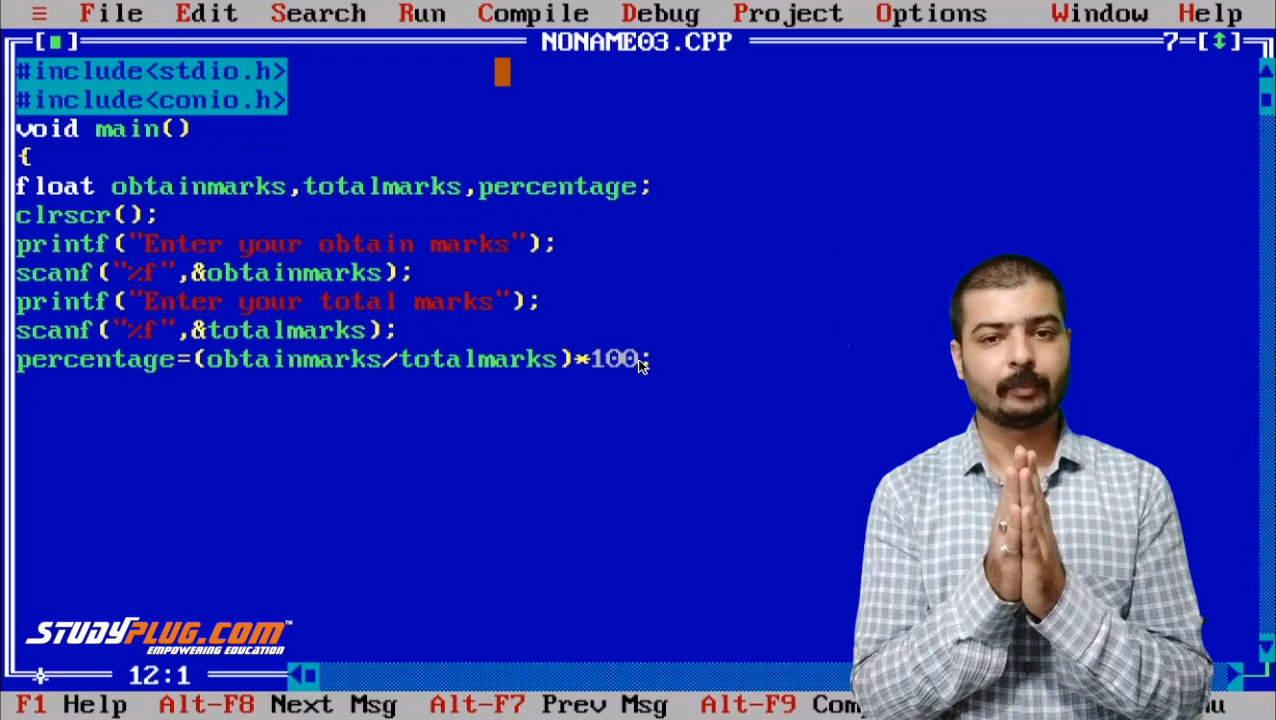 ≡ File Edit Search Run Compile Debug Project Options Window Help
[■] NONAME03.CPP 7=[↕]
#include<stdio.h>
#include<conio.h>
void main()
{
float obtainmarks,totalmarks,percentage;
clrscr();
printf("Enter your obtain marks");
scanf("%f",&obtainmarks);
printf("Enter your total marks");
scanf("%f",&totalmarks);
percentage=(obtainmarks/totalmarks)*100;
STUDYPLUG.COM™
EMPOWERING EDUCATION
12:1
F1 Help Alt-F8 Next Msg Alt-F7 Prev Msg Alt-F9